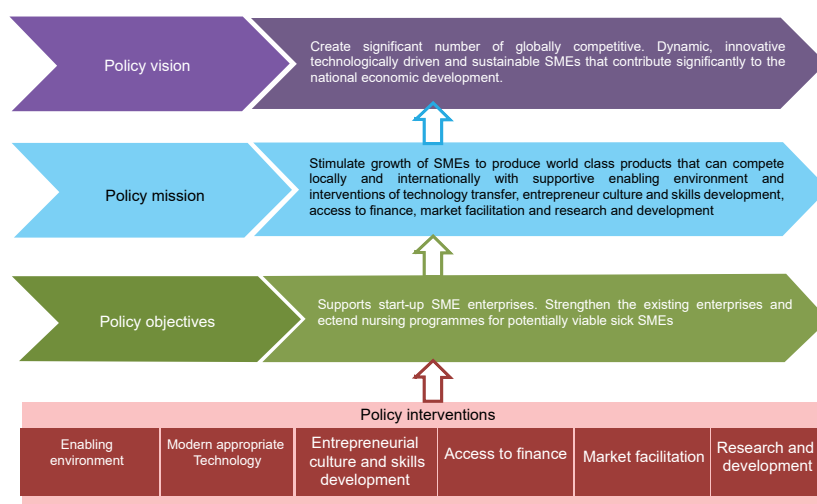 Policy vision
Create significant number of globally competitive. Dynamic, innovative
technologically driven and sustainable SMEs that contribute significantly to the
national economic development.
Policy mission
Stimulate growth of SMEs to produce world class products that can compete
locally and internationally with supportive enabling environment and
interventions of technology transfer, entrepreneur culture and skills development,
access to finance, market facilitation and research and development
Policy objectives
Supports start-up SME enterprises. Strengthen the existing enterprises and
ectend nursing programmes for potentially viable sick SMEs
Policy interventions
Enabling
environment
Modern appropriate
Technology
Entrepreneurial
culture and skills
development
Access to finance
Market facilitation
Research and
development